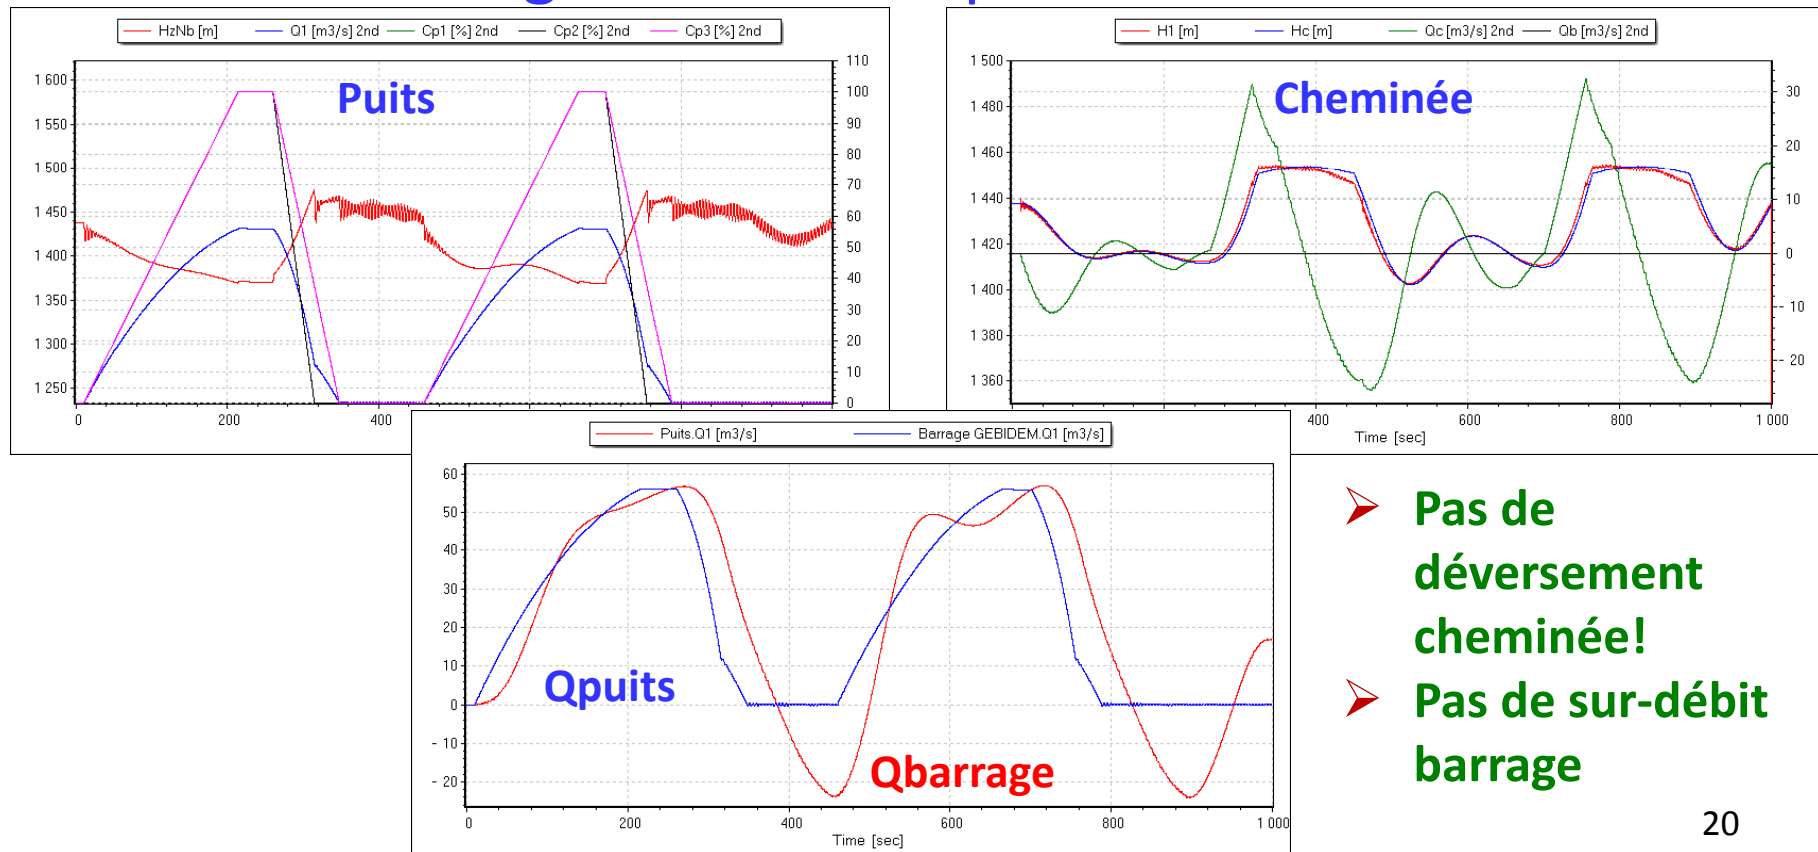 HzNb [m] Q1 [m3/s] 2nd Cp1 [%] 2nd Cp2 [%] 2nd Cp3 [%] 2nd
Puits
1 600
1 550
1 500
1 450
1 400
1 350
1 300
1 250
110
100
90
80
70
60
50
40
30
20
10
0
0 200 400
H1 [m] Hc [m] Qc [m3/s] 2nd Qb [m3/s] 2nd
Cheminée
1 500
1 480
1 460
1 440
1 420
1 400
1 380
1 360
30
20
10
0
- 10
- 20
400 600 800 1 000
Time [sec]
Puits.Q1 [m3/s] Barrage GEBIDEM.Q1 [m3/s]
60
50
40
30
20
10
0
- 10
- 20
Qpuits
Qbarrage
0 200 400 600 800 1 000
Time [sec]
➢ Pas de
déversement
cheminée!
➢ Pas de sur-débit
barrage
20